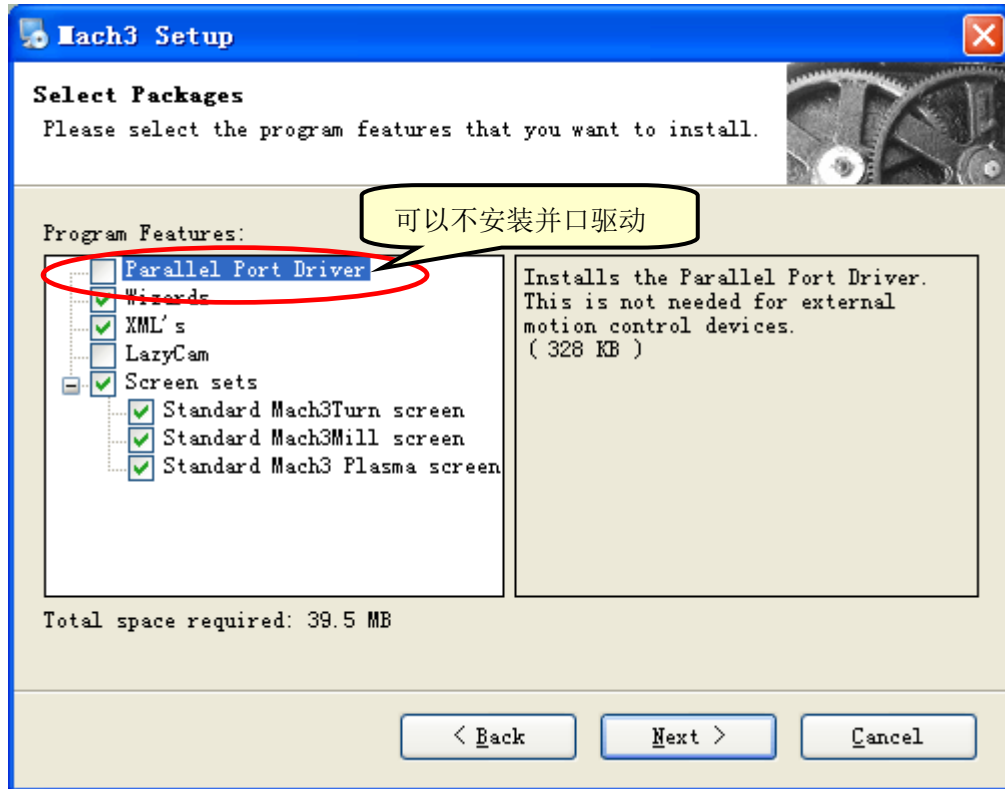 Mach3 Setup
Select Packages
Please select the program features that you want to install.
可以不安装并口驱动
Program Features:
Parallel Port Driver
Wizards
XML's
LazyCam
Screen sets
Standard Mach3Turn screen
Standard Mach3Mill screen
Standard Mach3 Plasma screen
Installs the Parallel Port Driver.
This is not needed for external
motion control devices.
( 328 KB )
Total space required: 39.5 MB
< Back
Next >
Cancel